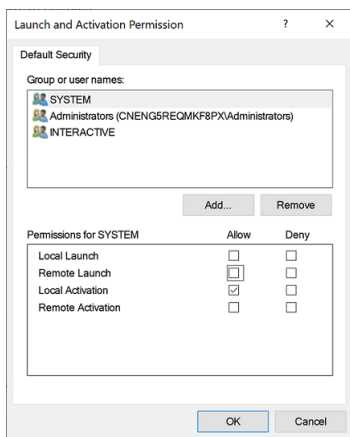 Launch and Activation Permission ? ×
Default Security
Group or user names:
SYSTEM
Administrators (CNENG5REQMKF8PX\Administrators)
INTERACTIVE
Add... Remove
Permissions for SYSTEM Allow Deny
Local Launch
Remote Launch
Local Activation
Remote Activation
OK Cancel